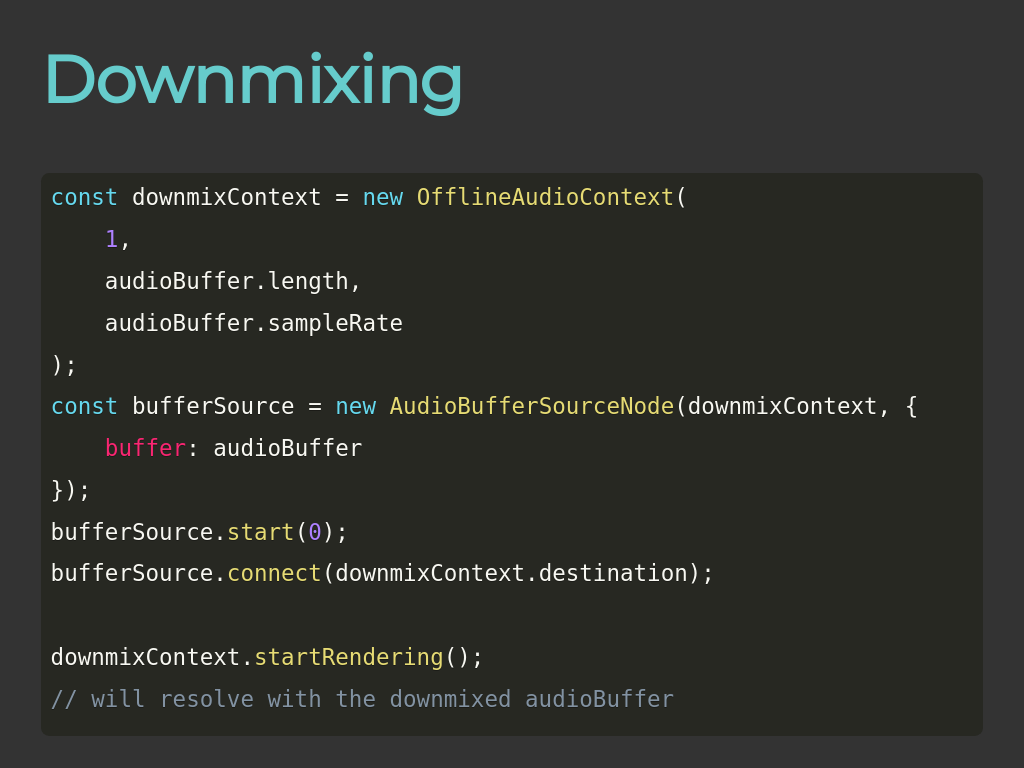 Downmixing
const downmixContext = new OfflineAudioContext(
    1,
    audioBuffer.length,
    audioBuffer.sampleRate
);
const bufferSource = new AudioBufferSourceNode(downmixContext, {
    buffer: audioBuffer
});
bufferSource.start(0);
bufferSource.connect(downmixContext.destination);

downmixContext.startRendering();
// will resolve with the downmixed audioBuffer